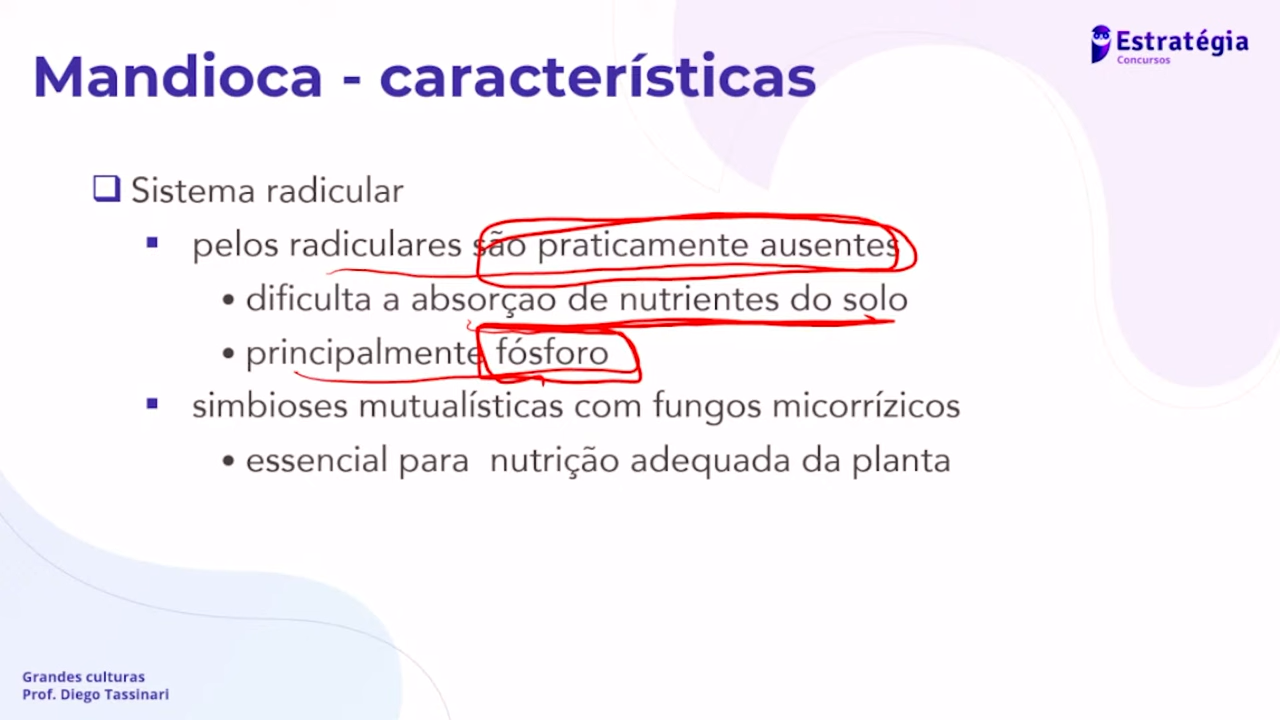 Mandioca - características
Estratégia
Concursos
Sistema radicular
pelos radiculares são praticamente ausentes
dificulta a absorçao de nutrientes do solo
principalmente fósforo
simbioses mutualísticas com fungos micorrízicos
essencial para nutrição adequada da planta
Grandes culturas
Prof. Diego Tassinari